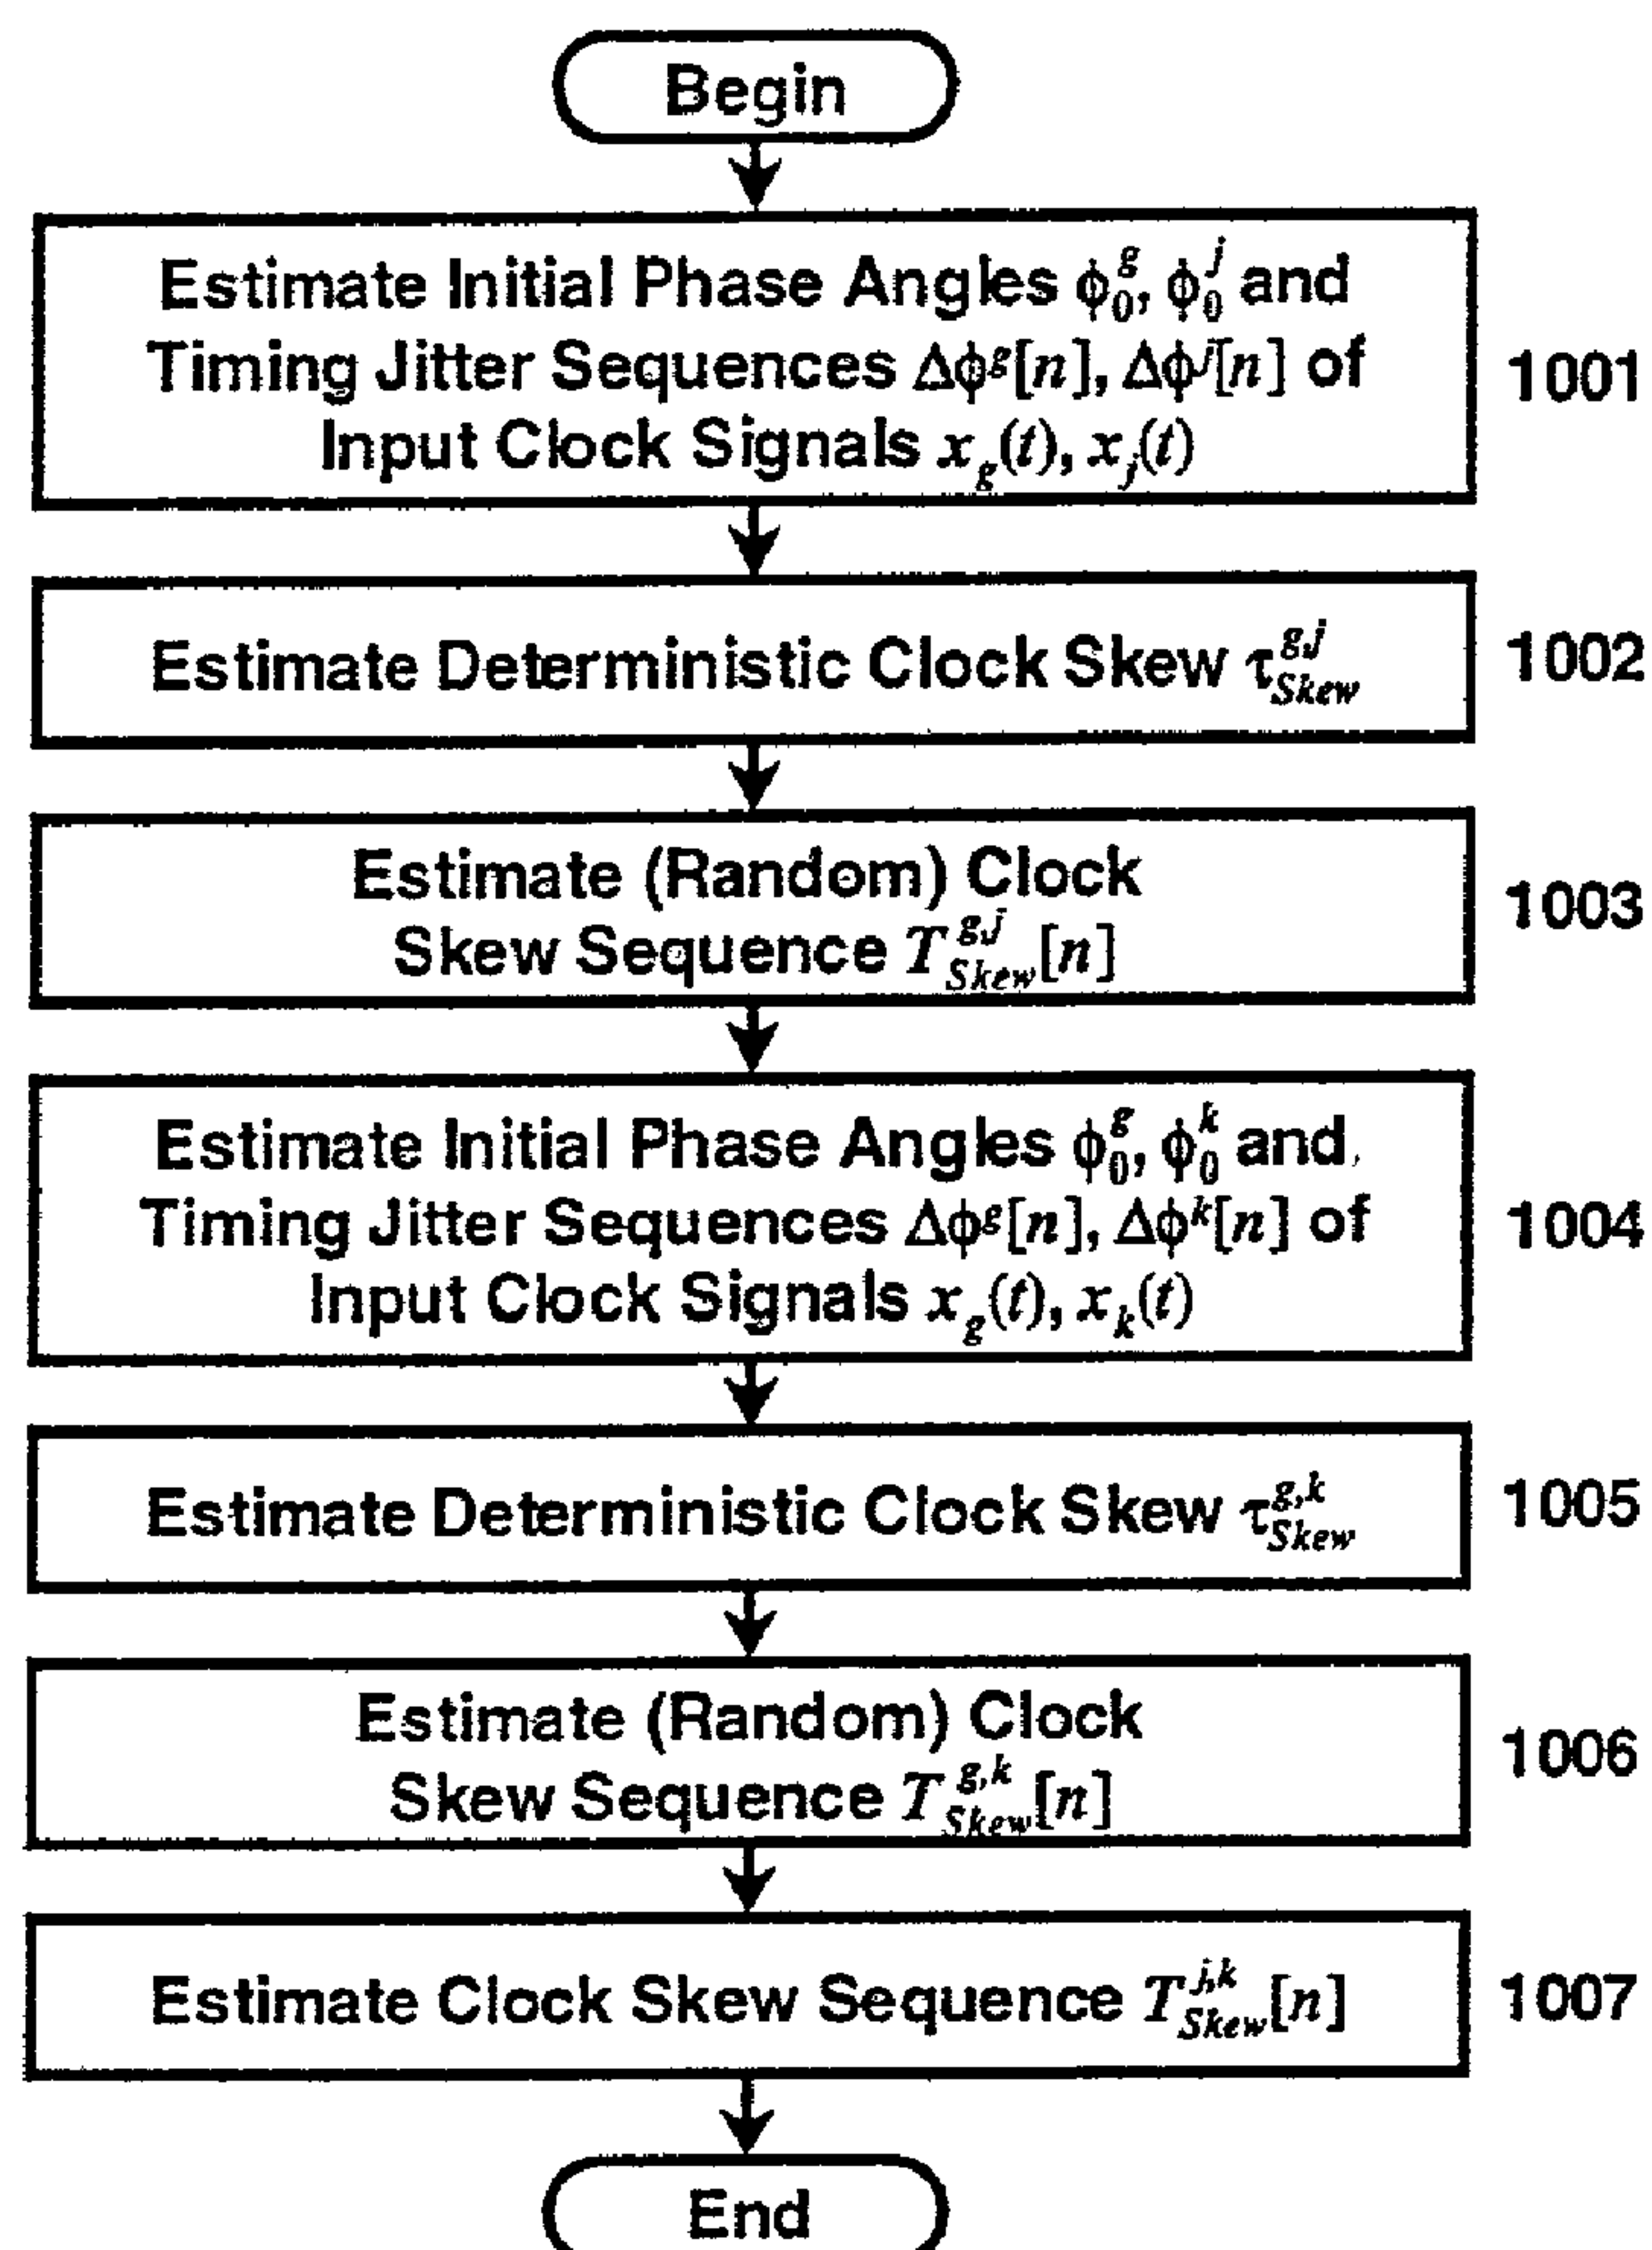 Begin
Estimate Initial Phase Angles ϕ₀ᵍ, ϕ₀ʲ and
Timing Jitter Sequences Δϕᵍ[n], Δϕʲ[n] of
Input Clock Signals x_g(t), x_j(t)
1001
Estimate Deterministic Clock Skew τ_Skew^g,j
1002
Estimate (Random) Clock
Skew Sequence T_Skew^g,j[n]
1003
Estimate Initial Phase Angles ϕ₀ᵍ, ϕ₀ᵏ and
Timing Jitter Sequences Δϕᵍ[n], Δϕᵏ[n] of
Input Clock Signals x_g(t), x_k(t)
1004
Estimate Deterministic Clock Skew τ_Skew^g,k
1005
Estimate (Random) Clock
Skew Sequence T_Skew^g,k[n]
1006
Estimate Clock Skew Sequence T_Skew^j,k[n]
1007
End